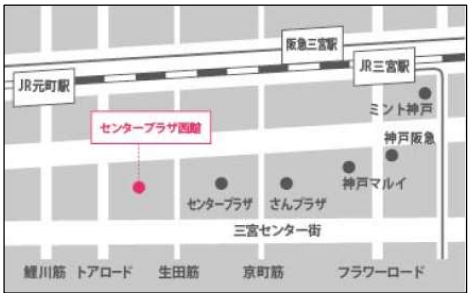 阪急三宮駅
JR元町駅
JR三宮駅
ミント神戸
センタープラザ西館
神戸阪急
神戸マルイ
センタープラザ
さんプラザ
三宮センター街
鯉川筋
トアロード
生田筋
京町筋
フラワーロード